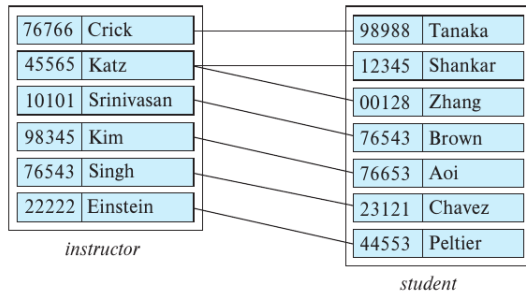 76766 Crick
45565 Katz
10101 Srinivasan
98345 Kim
76543 Singh
22222 Einstein
instructor
98988 Tanaka
12345 Shankar
00128 Zhang
76543 Brown
76653 Aoi
23121 Chavez
44553 Peltier
student